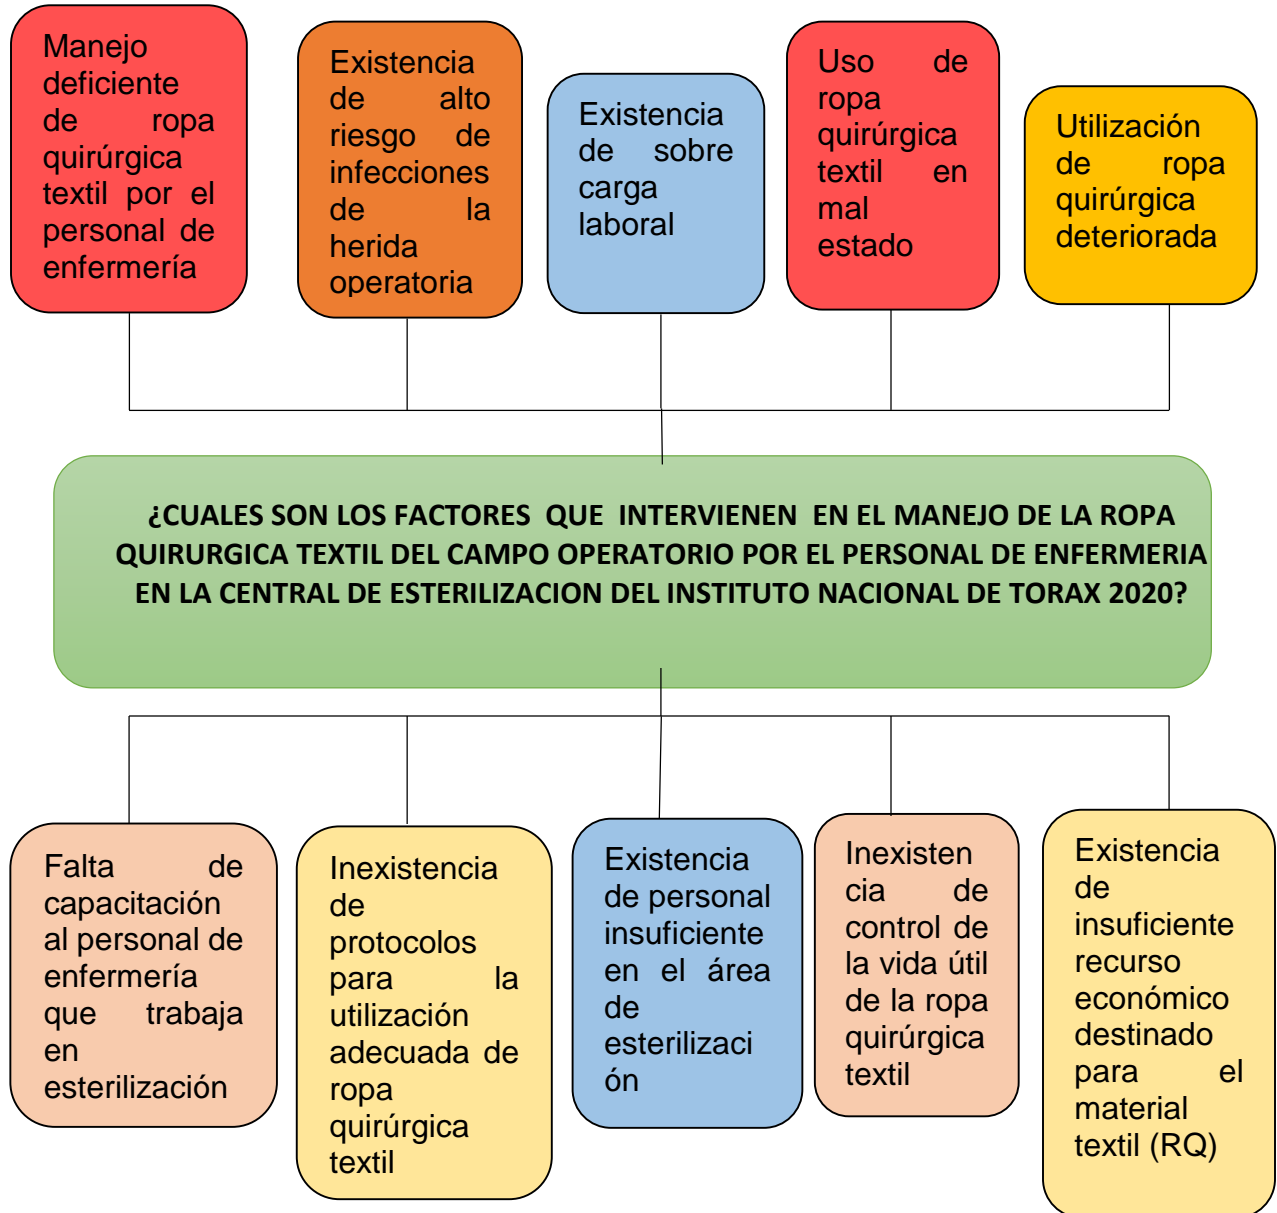 Manejo
deficiente
de ropa
quirúrgica
textil por el
personal de
enfermería
Existencia
de alto
riesgo de
infecciones
de la
herida
operatoria
Existencia
de sobre
carga
laboral
Uso de
ropa
quirúrgica
textil en
mal
estado
Utilización
de ropa
quirúrgica
deteriorada
¿CUALES SON LOS FACTORES QUE INTERVIENEN EN EL MANEJO DE LA ROPA
QUIRURGICA TEXTIL DEL CAMPO OPERATORIO POR EL PERSONAL DE ENFERMERIA
EN LA CENTRAL DE ESTERILIZACION DEL INSTITUTO NACIONAL DE TORAX 2020?
Falta de
capacitación
al personal de
enfermería
que trabaja
en
esterilización
Inexistencia
de
protocolos
para la
utilización
adecuada de
ropa
quirúrgica
textil
Existencia
de personal
insuficiente
en el área
de
esterilizaci
ón
Inexisten
cia de
control de
la vida útil
de la ropa
quirúrgica
textil
Existencia
de
insuficiente
recurso
económico
destinado
para el
material
textil (RQ)